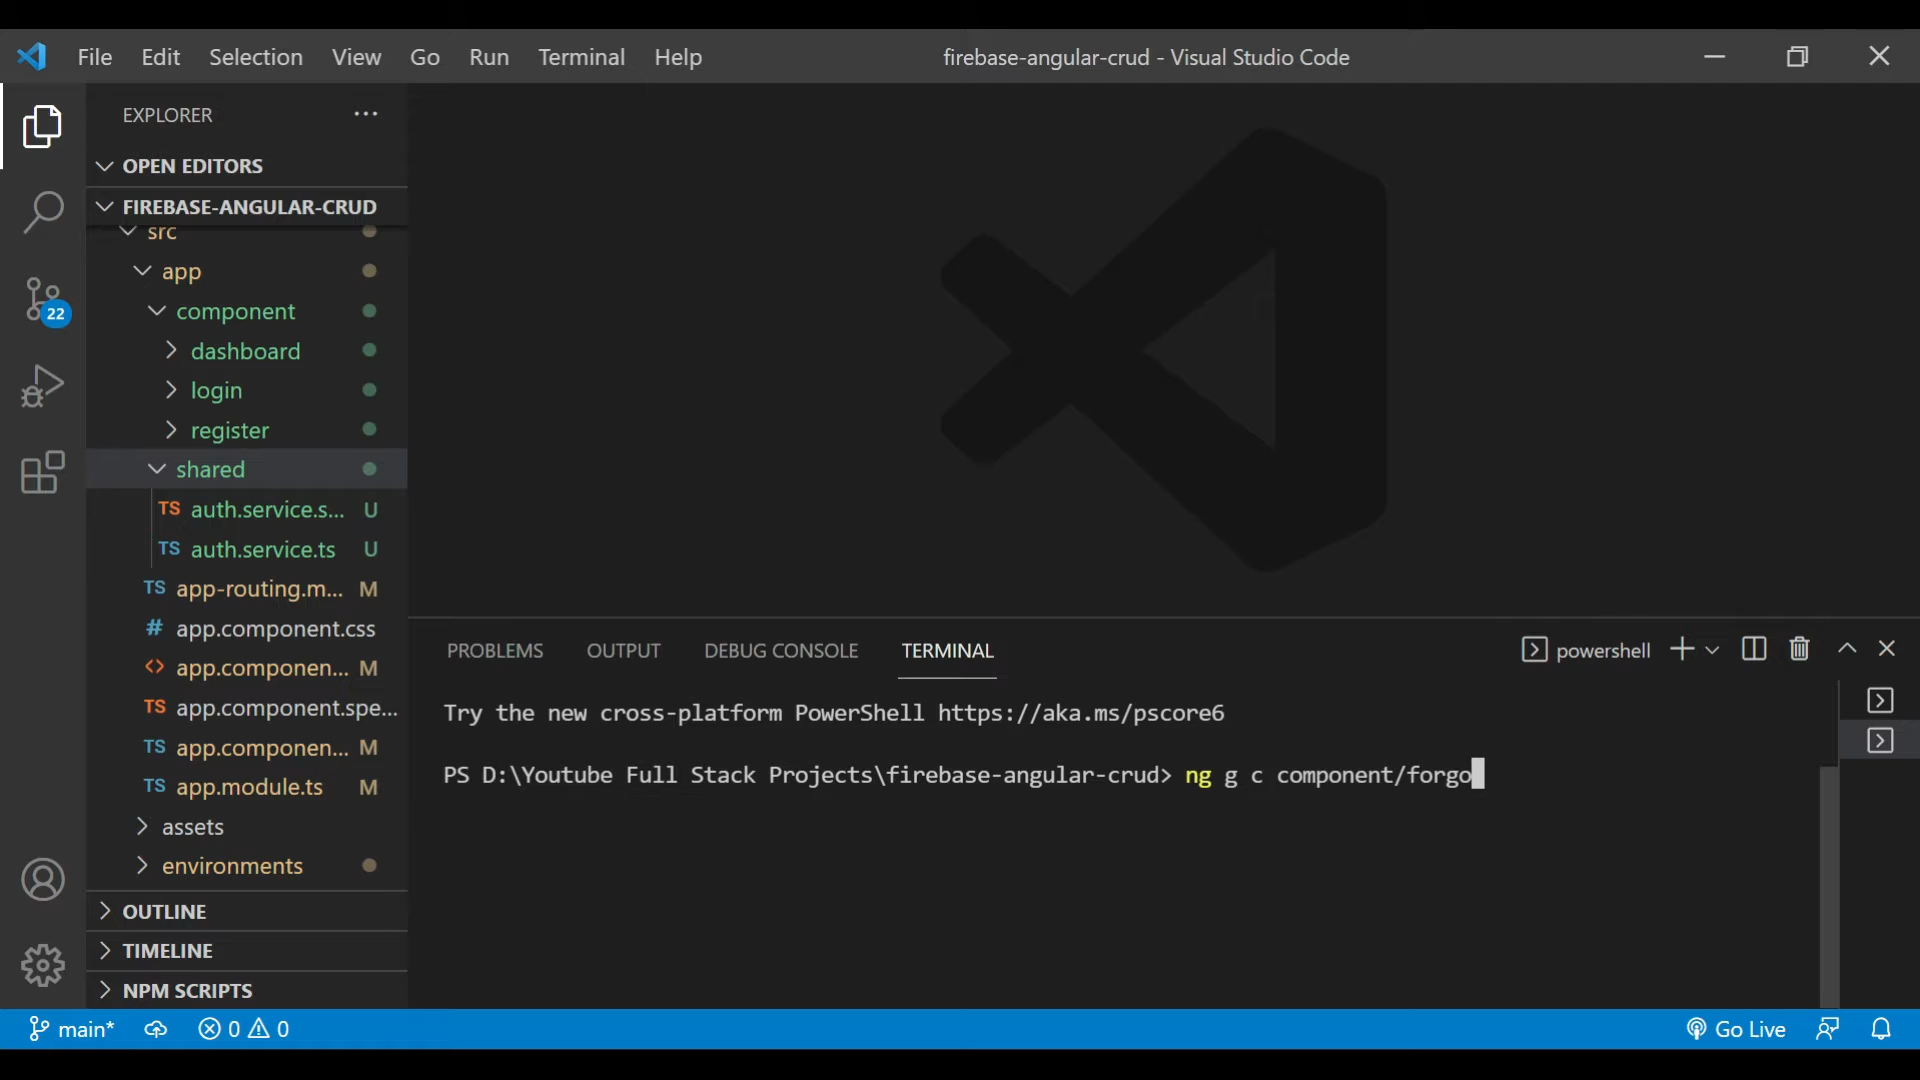 File Edit Selection View Go Run Terminal Help
firebase-angular-crud - Visual Studio Code
EXPLORER
OPEN EDITORS
FIREBASE-ANGULAR-CRUD
src
app
component
dashboard
login
register
shared
TS auth.service.s... U
TS auth.service.ts U
TS app-routing.m... M
# app.component.css
<> app.componen... M
TS app.component.spe...
TS app.componen... M
TS app.module.ts M
assets
environments
OUTLINE
TIMELINE
NPM SCRIPTS
22
PROBLEMS OUTPUT DEBUG CONSOLE TERMINAL
powershell
Try the new cross-platform PowerShell https://aka.ms/pscore6
PS D:\Youtube Full Stack Projects\firebase-angular-crud> ng g c component/forgo
main* 0 0
Go Live